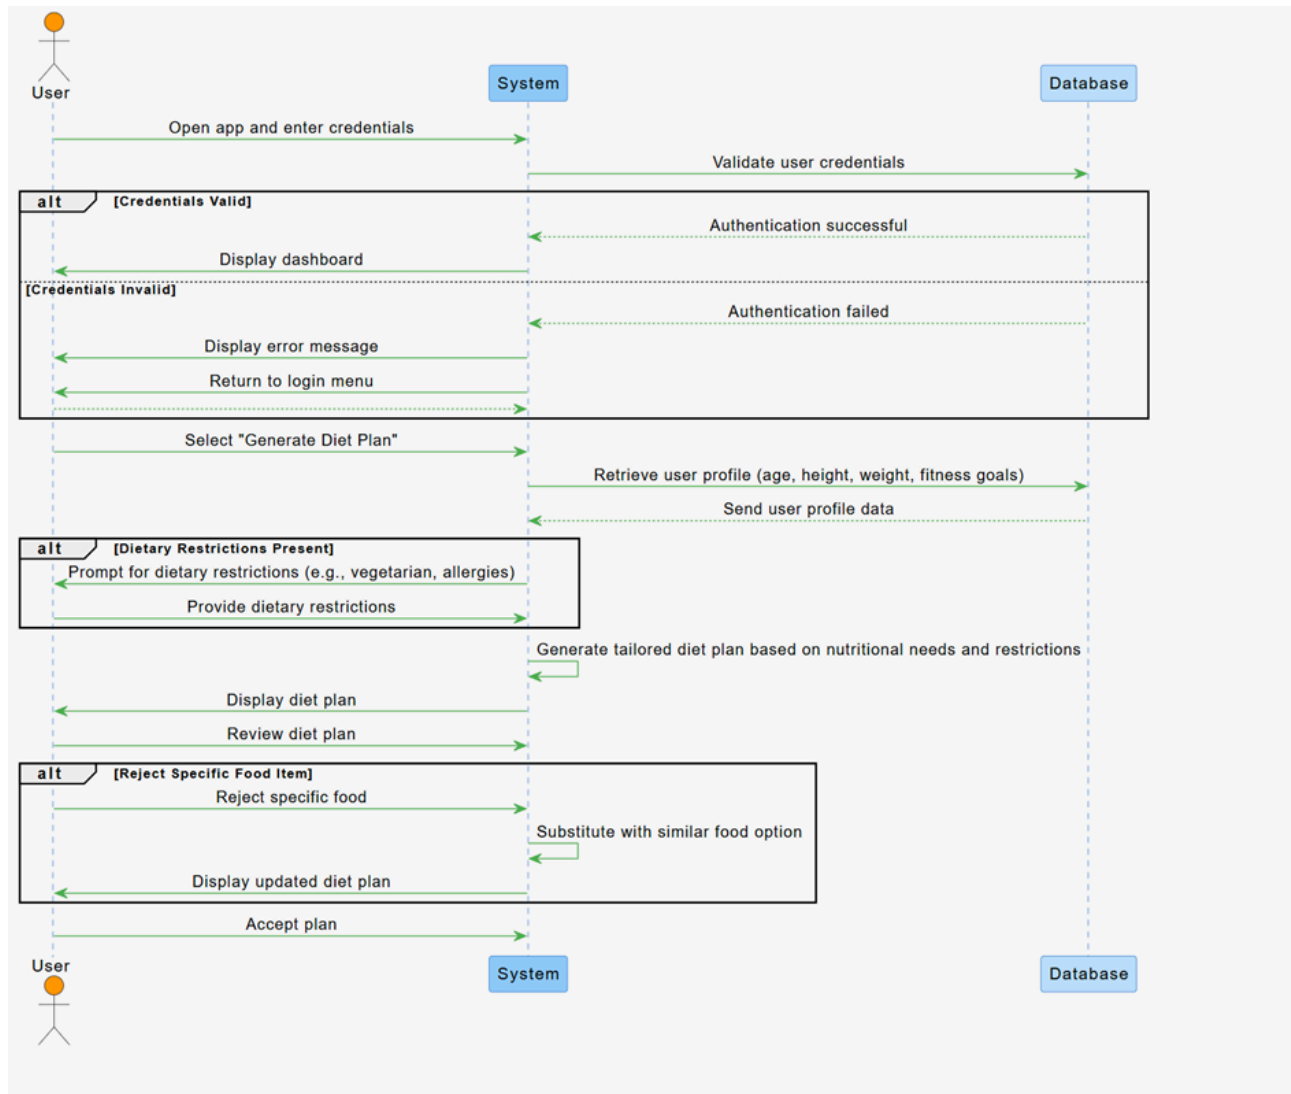 User
System
Database
Open app and enter credentials
Validate user credentials
alt [Credentials Valid]
Authentication successful
Display dashboard
[Credentials Invalid]
Authentication failed
Display error message
Return to login menu
Select "Generate Diet Plan"
Retrieve user profile (age, height, weight, fitness goals)
Send user profile data
alt [Dietary Restrictions Present]
Prompt for dietary restrictions (e.g., vegetarian, allergies)
Provide dietary restrictions
Generate tailored diet plan based on nutritional needs and restrictions
Display diet plan
Review diet plan
alt [Reject Specific Food Item]
Reject specific food
Substitute with similar food option
Display updated diet plan
Accept plan
User
System
Database